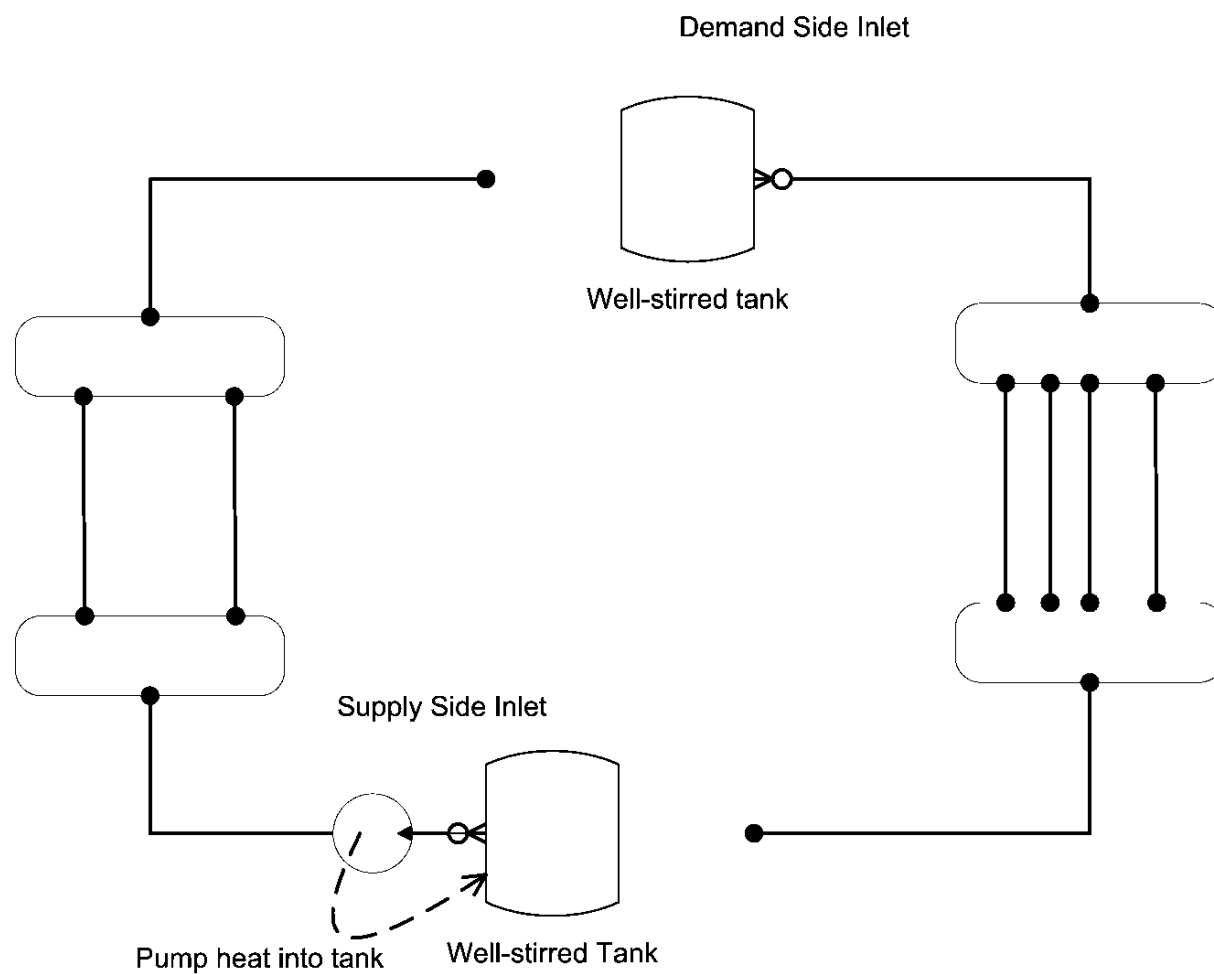 Demand Side Inlet
Well-stirred tank
Supply Side Inlet
Pump heat into tank
Well-stirred Tank